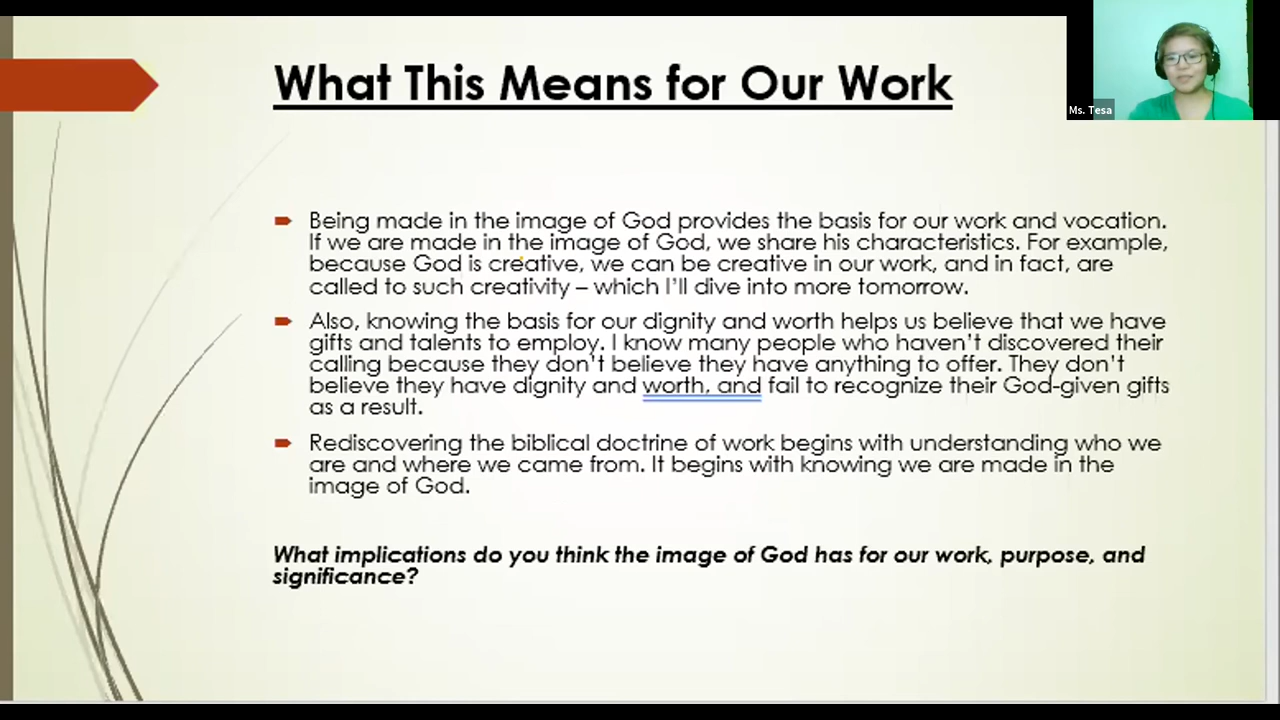 What This Means for Our Work
Ms. Tesa
Being made in the image of God provides the basis for our work and vocation.
If we are made in the image of God, we share his characteristics. For example,
because God is creative, we can be creative in our work, and in fact, are
called to such creativity – which I'll dive into more tomorrow.
Also, knowing the basis for our dignity and worth helps us believe that we have
gifts and talents to employ. I know many people who haven't discovered their
calling because they don't believe they have anything to offer. They don't
believe they have dignity and worth, and fail to recognize their God-given gifts
as a result.
Rediscovering the biblical doctrine of work begins with understanding who we
are and where we came from. It begins with knowing we are made in the
image of God.
What implications do you think the image of God has for our work, purpose, and
significance?